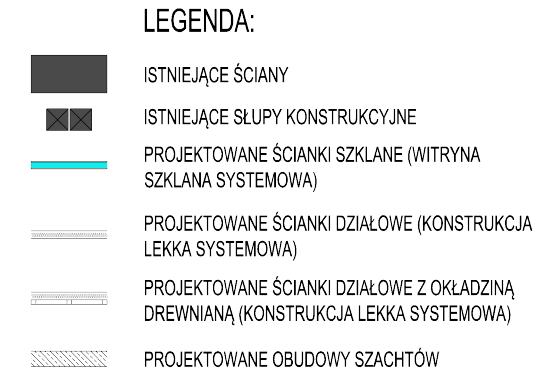 LEGENDA:
ISTNIEJĄCE ŚCIANY
ISTNIEJĄCE SŁUPY KONSTRUKCYJNE
PROJEKTOWANE ŚCIANKI SZKLANE (WITRYNA
SZKLANA SYSTEMOWA)
PROJEKTOWANE ŚCIANKI DZIAŁOWE (KONSTRUKCJA
LEKKA SYSTEMOWA)
PROJEKTOWANE ŚCIANKI DZIAŁOWE Z OKŁADZINĄ
DREWNIANĄ (KONSTRUKCJA LEKKA SYSTEMOWA)
PROJEKTOWANE OBUDOWY SZACHTÓW